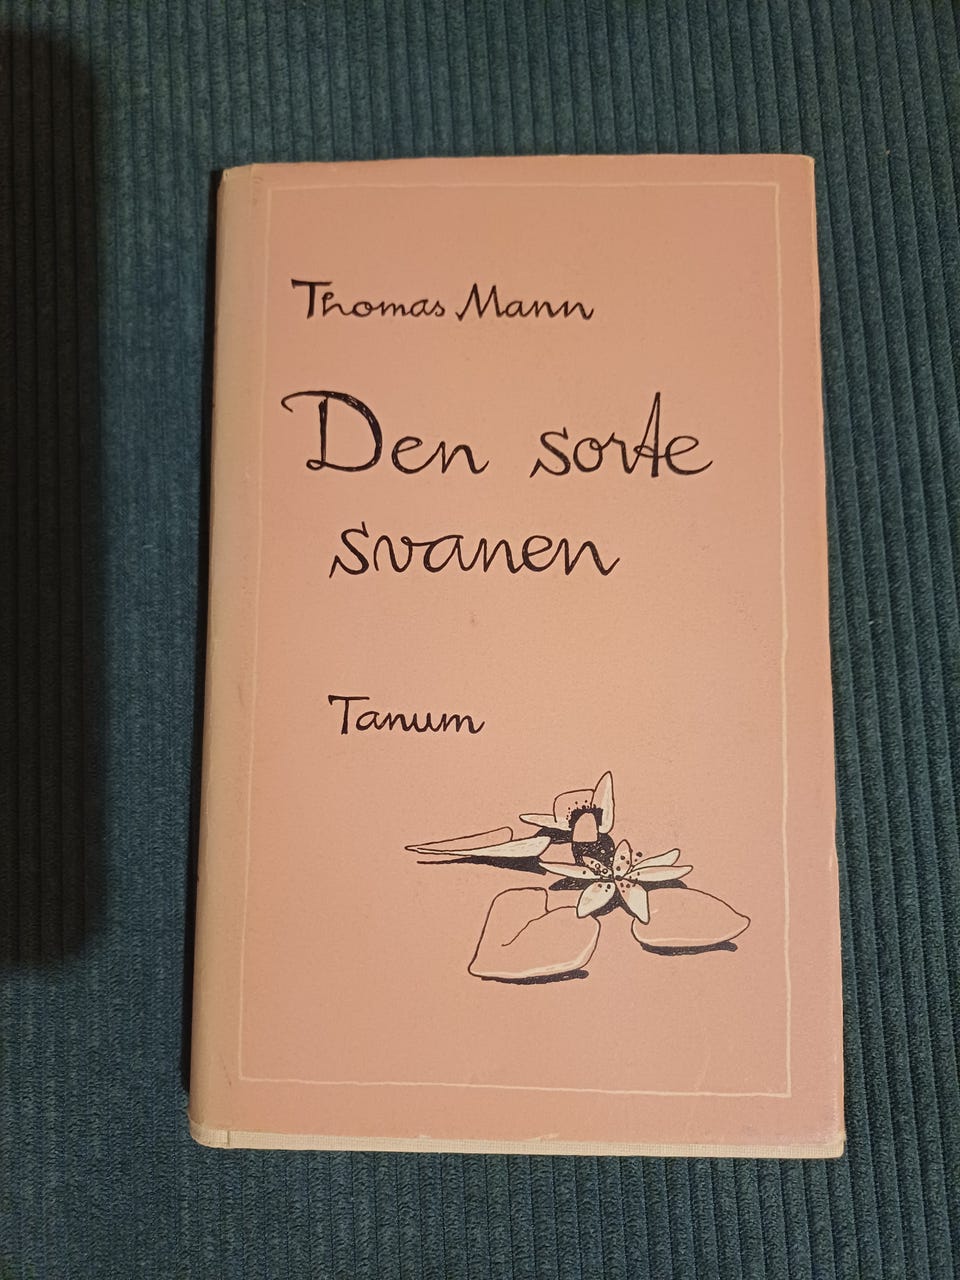 Thomas Mann
Den sorte
svanen
Tanum